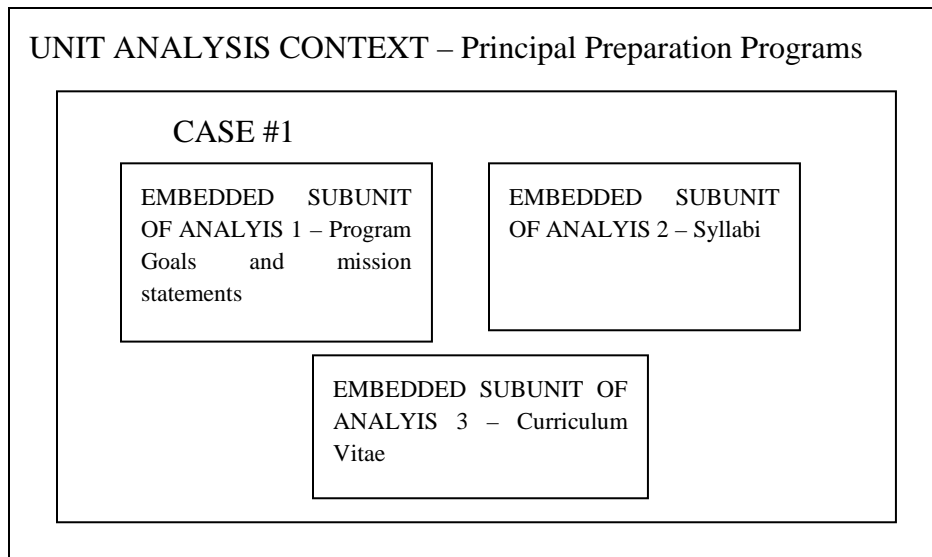 UNIT ANALYSIS CONTEXT – Principal Preparation Programs
CASE #1
EMBEDDED SUBUNIT
OF ANALYIS 1 – Program
Goals and mission
statements
EMBEDDED SUBUNIT
OF ANALYIS 2 – Syllabi
EMBEDDED SUBUNIT OF
ANALYIS 3 – Curriculum
Vitae